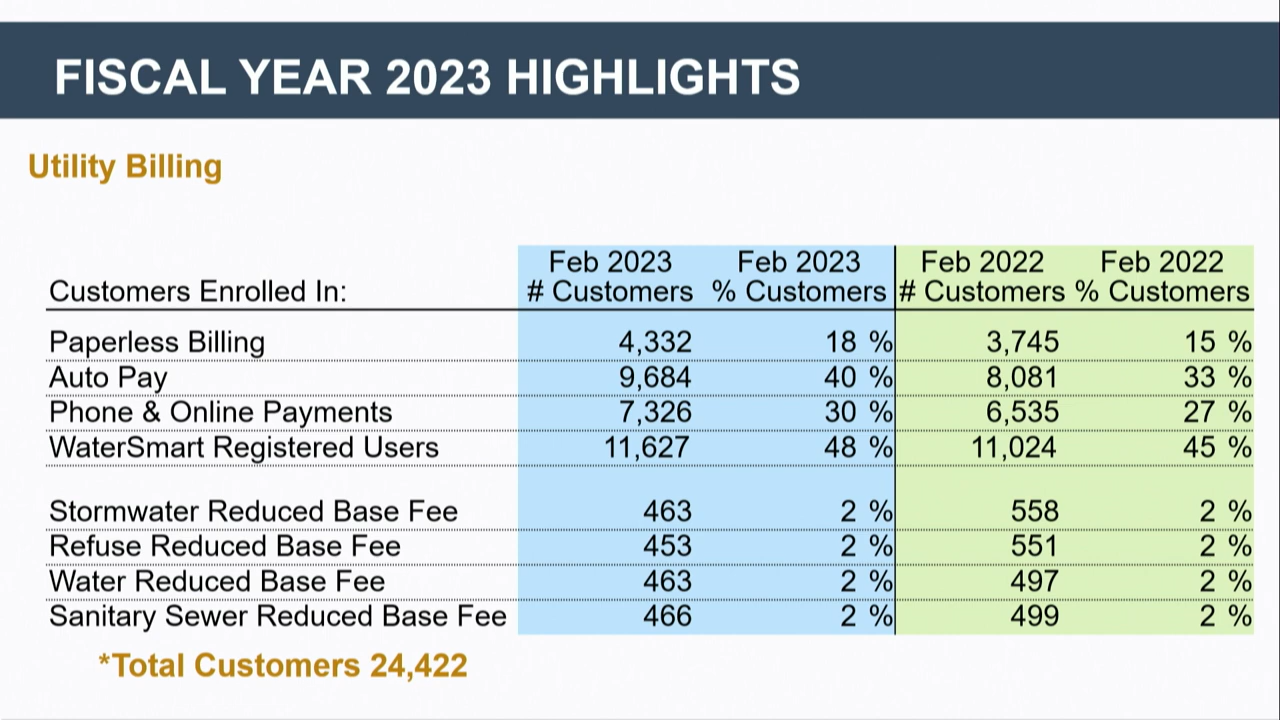 FISCAL YEAR 2023 HIGHLIGHTS
Utility Billing
Feb 2023 Feb 2023 Feb 2022 Feb 2022
Customers Enrolled In: # Customers % Customers # Customers % Customers
Paperless Billing 4,332 18 % 3,745 15 %
Auto Pay 9,684 40 % 8,081 33 %
Phone & Online Payments 7,326 30 % 6,535 27 %
WaterSmart Registered Users 11,627 48 % 11,024 45 %
Stormwater Reduced Base Fee 463 2 % 558 2 %
Refuse Reduced Base Fee 453 2 % 551 2 %
Water Reduced Base Fee 463 2 % 497 2 %
Sanitary Sewer Reduced Base Fee 466 2 % 499 2 %
*Total Customers 24,422